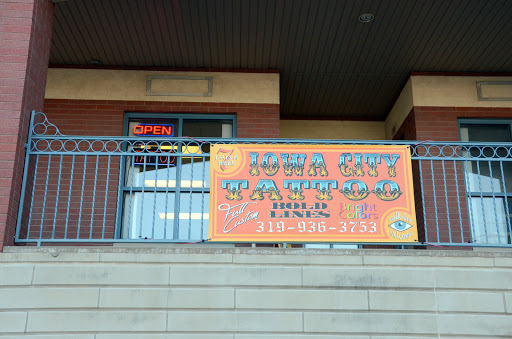 OPEN
IOWA CITY
TATTOO
Full Custom
BOLD LINES
Bright Colors
319-936-3753